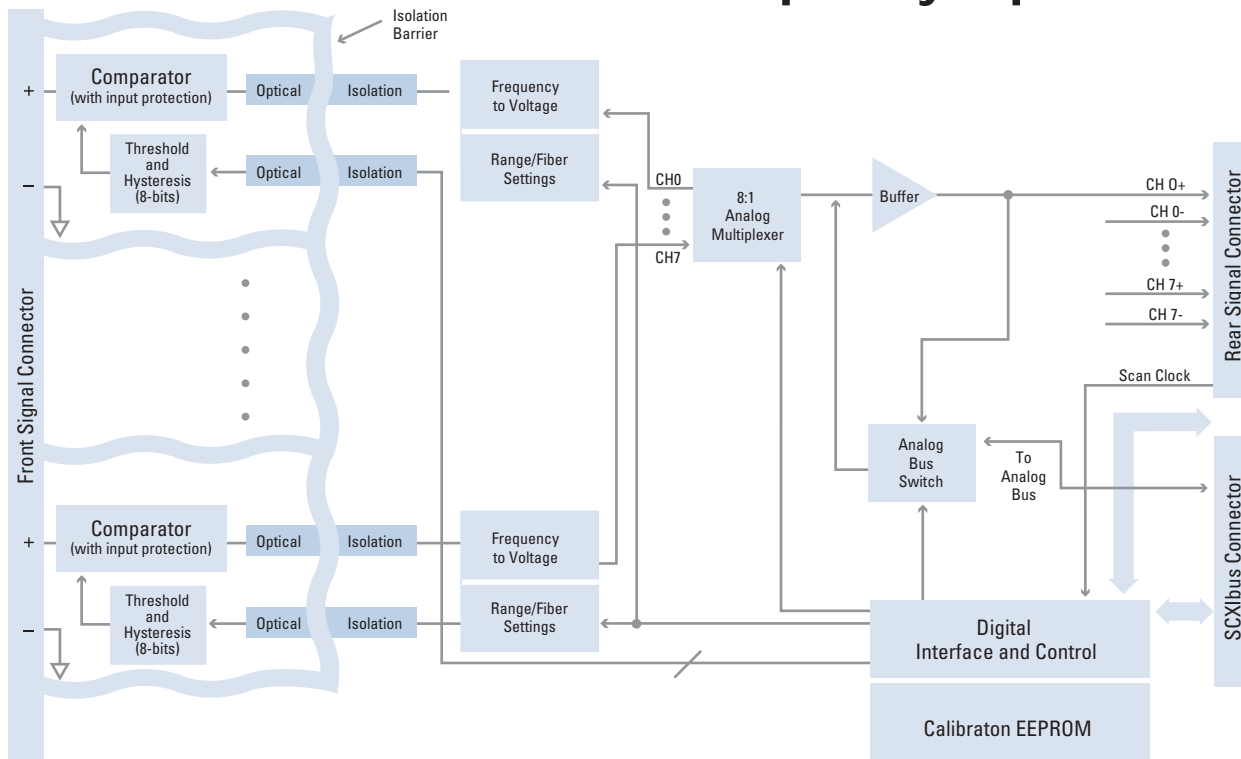 Isolation
Barrier
Front Signal Connector
+
Comparator
(with input protection)
Optical Isolation
Frequency
to Voltage
Threshold
and
Hysteresis
(8-bits)
Optical Isolation
Range/Fiber
Settings
–
CH0
CH7
8:1
Analog
Multiplexer
Buffer
CH 0+
CH 0-
CH 7+
CH 7-
Rear Signal Connector
Scan Clock
Analog
Bus
Switch
To
Analog
Bus
SCXIbus Connector
+
Comparator
(with input protection)
Optical Isolation
Frequency
to Voltage
Threshold
and
Hysteresis
(8-bits)
Optical Isolation
Range/Fiber
Settings
–
Digital
Interface and Control
Calibraton EEPROM